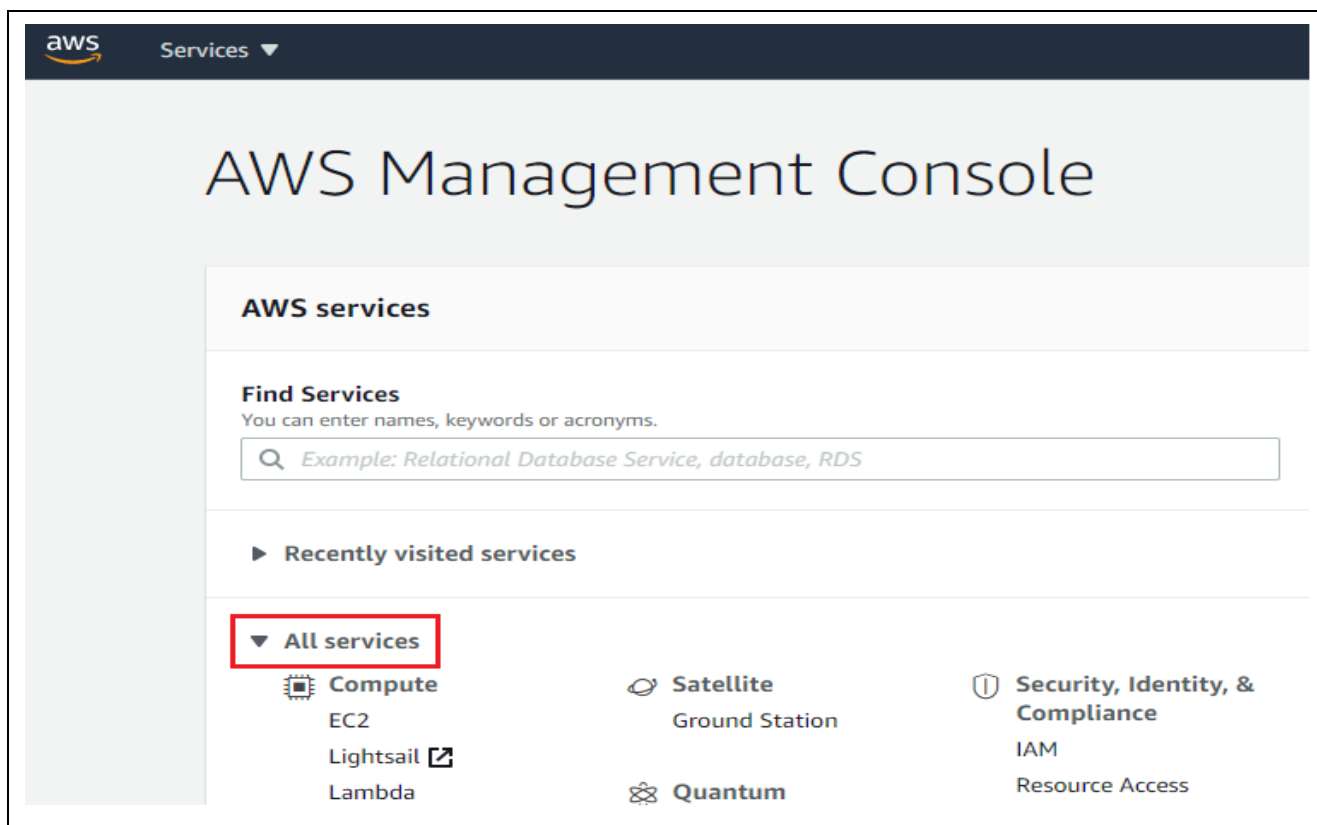 aws
Services
AWS Management Console
AWS services
Find Services
You can enter names, keywords or acronyms.
Example: Relational Database Service, database, RDS
Recently visited services
All services
Compute
EC2
Lightsail
Lambda
Satellite
Ground Station
Quantum
Security, Identity, &
Compliance
IAM
Resource Access